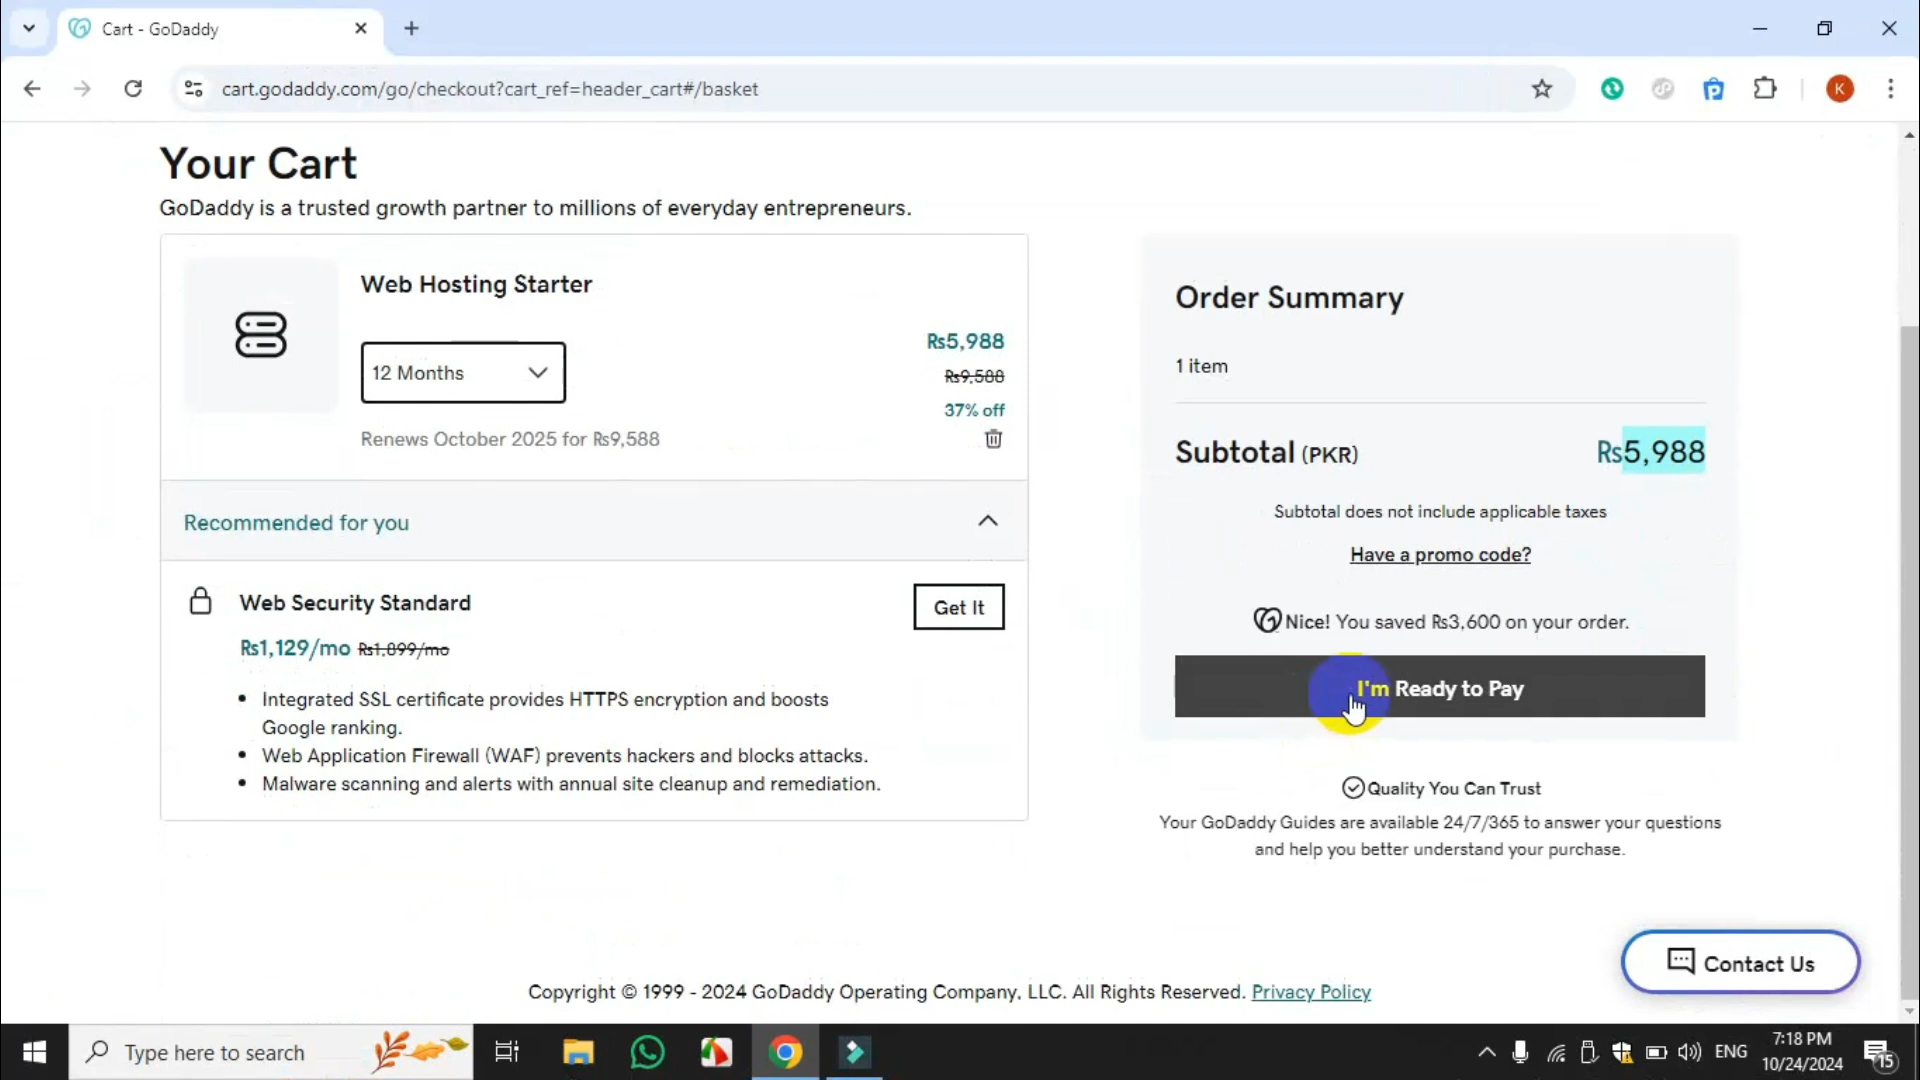 Cart - GoDaddy
cart.godaddy.com/go/checkout?cart_ref=header_cart#/basket
K
Your Cart
GoDaddy is a trusted growth partner to millions of everyday entrepreneurs.
Web Hosting Starter
12 Months
₨5,988
₨9,588
37% off
Renews October 2025 for ₨9,588
Recommended for you
Web Security Standard
Get It
₨1,129/mo ₨1,899/mo
• Integrated SSL certificate provides HTTPS encryption and boosts
Google ranking.
• Web Application Firewall (WAF) prevents hackers and blocks attacks.
• Malware scanning and alerts with annual site cleanup and remediation.
Order Summary
1 item
Subtotal (PKR) ₨5,988
Subtotal does not include applicable taxes
Have a promo code?
Nice! You saved ₨3,600 on your order.
I'm Ready to Pay
Quality You Can Trust
Your GoDaddy Guides are available 24/7/365 to answer your questions
and help you better understand your purchase.
Contact Us
Copyright © 1999 - 2024 GoDaddy Operating Company, LLC. All Rights Reserved. Privacy Policy
Type here to search
ENG
7:18 PM
10/24/2024
15